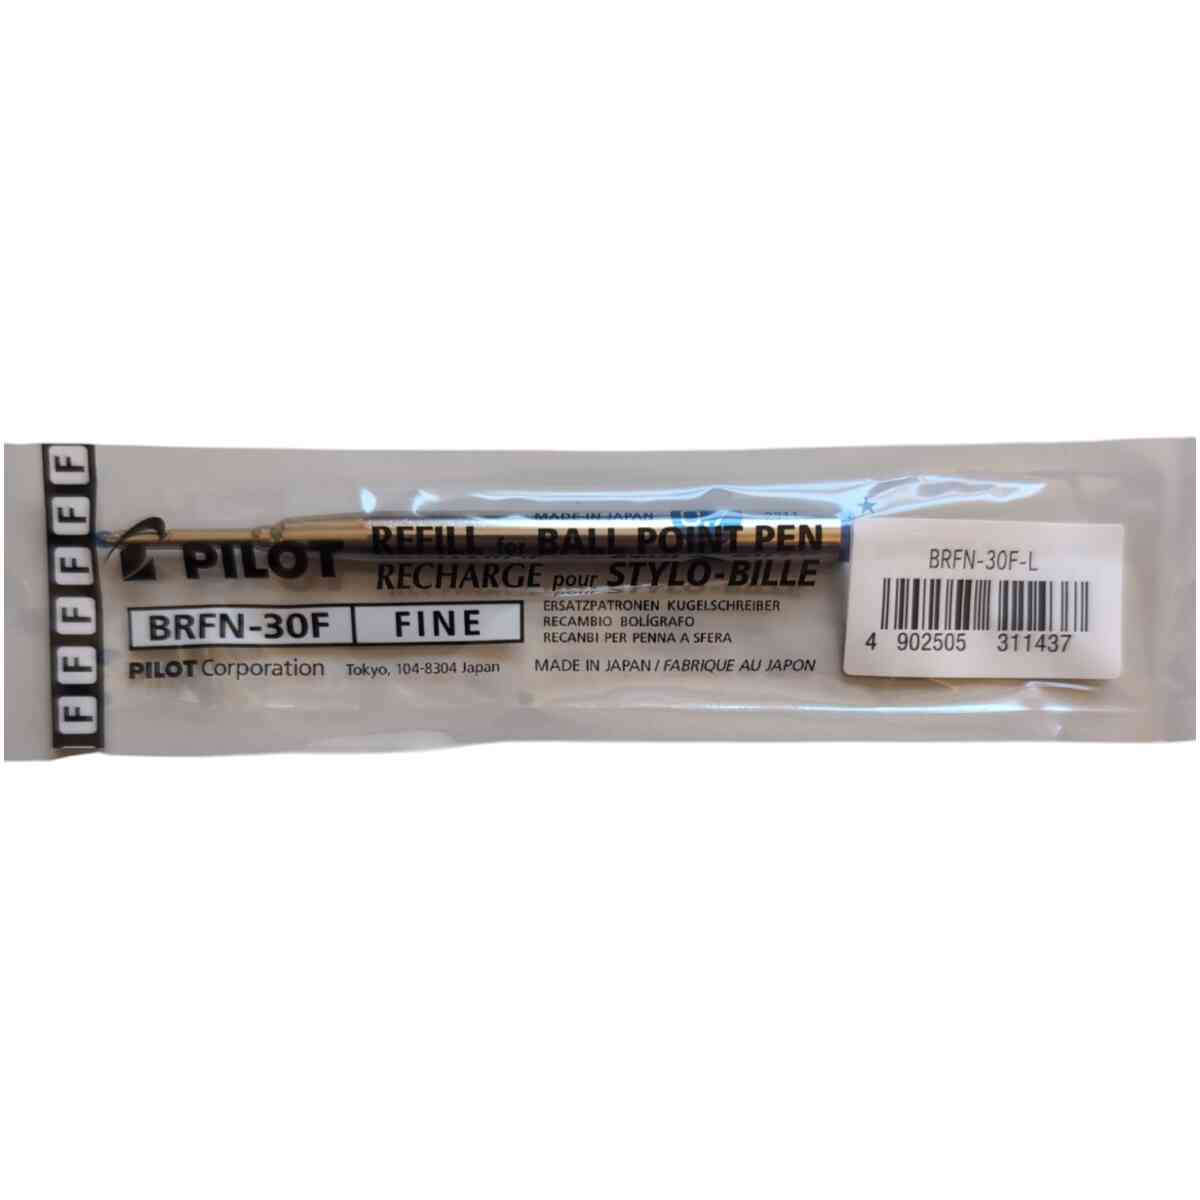 F F F F F
MADE IN JAPAN
PILOT
REFILL for BALL POINT PEN
RECHARGE pour STYLO-BILLE
BRFN-30F FINE
ERSATZPATRONEN KUGELSCHREIBER
RECAMBIO BOLÍGRAFO
RECANBI PER PENNA A SFERA
PILOT Corporation Tokyo, 104-8304 Japan
MADE IN JAPAN / FABRIQUE AU JAPON
BRFN-30F-L
4 902505 311437